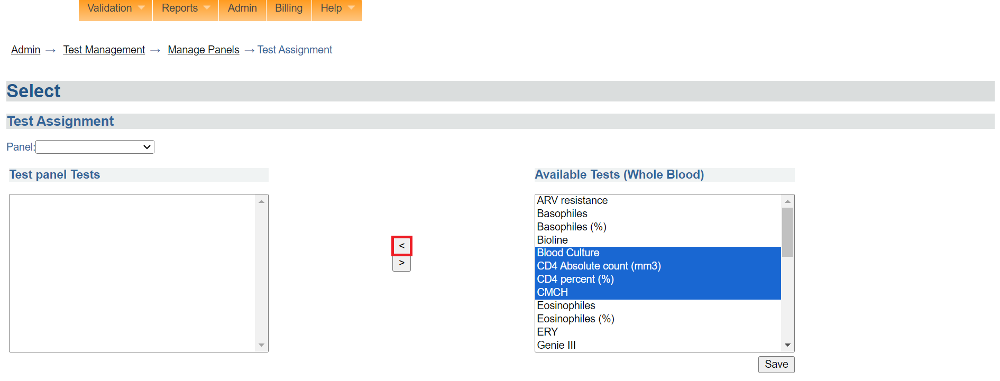 Validation Reports Admin Billing Help
Admin → Test Management → Manage Panels → Test Assignment
Select
Test Assignment
Panel:
Test panel Tests
Available Tests (Whole Blood)
ARV resistance
Basophiles
Basophiles (%)
Bioline
Blood Culture
CD4 Absolute count (mm3)
CD4 percent (%)
CMCH
Eosinophiles
Eosinophiles (%)
ERY
Genie III
<
>
Save